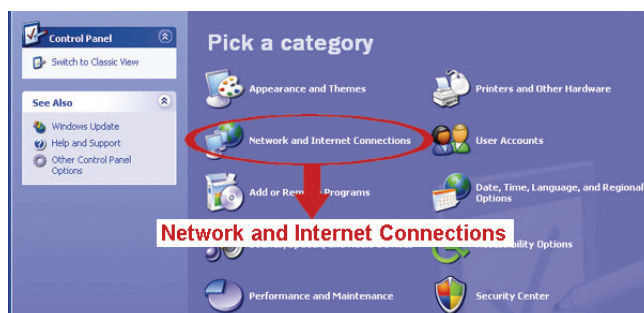 Control Panel
Switch to Classic View
See Also
Windows Update
Help and Support
Other Control Panel
Options
Pick a category
Appearance and Themes
Printers and Other Hardware
Network and Internet Connections
User Accounts
Add or Programs
Date, Time, Language, and Regional
Options
Network and Internet Connections
Options
Performance and Maintenance
Security Center